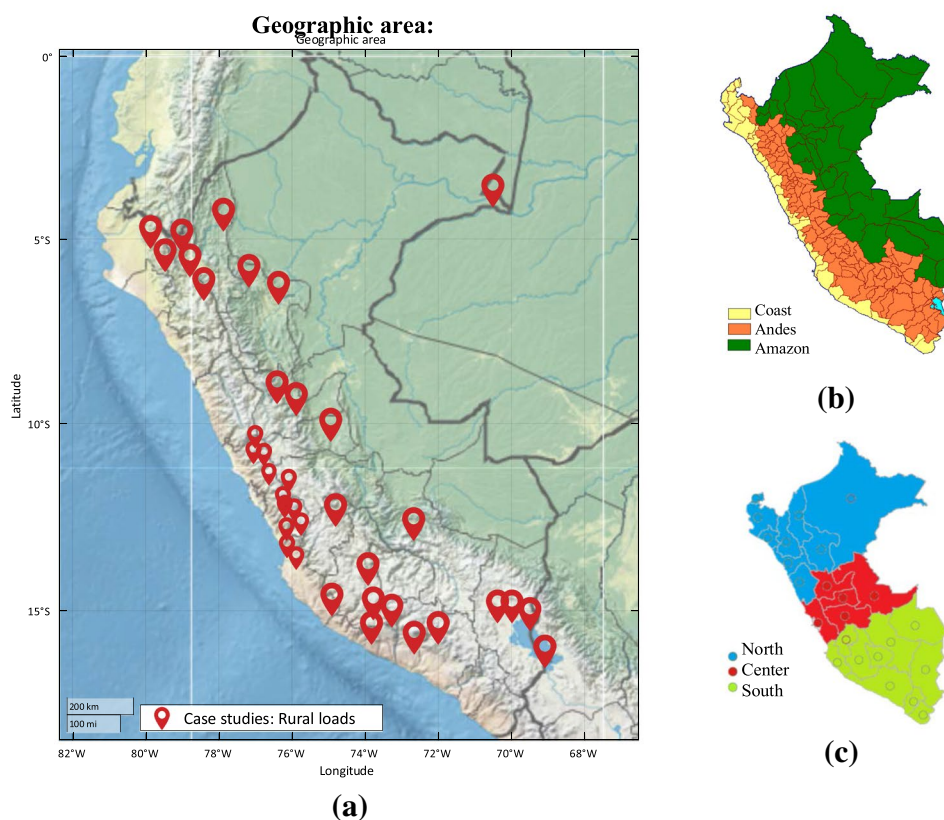 Geographic area:
Geographic area
0°
5°S
10°S
15°S
Latitude
200 km
100 mi
Case studies: Rural loads
82°W
80°W
78°W
76°W
74°W
72°W
70°W
68°W
Longitude
(a)
Coast
Andes
Amazon
(b)
North
Center
South
(c)